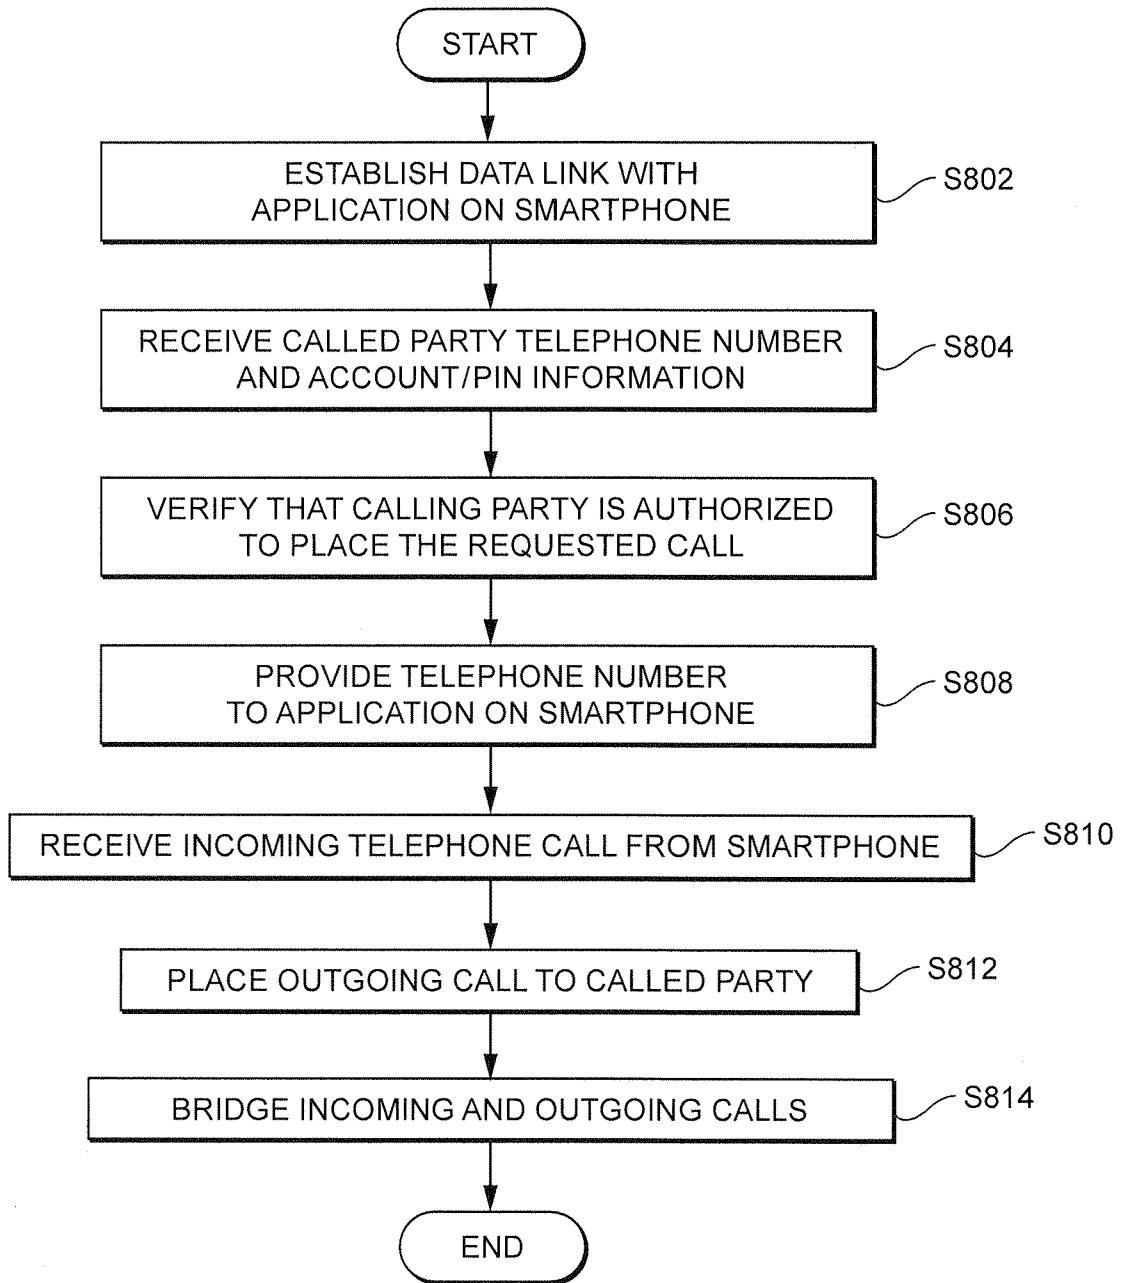 START
ESTABLISH DATA LINK WITH
APPLICATION ON SMARTPHONE
S802
RECEIVE CALLED PARTY TELEPHONE NUMBER
AND ACCOUNT/PIN INFORMATION
S804
VERIFY THAT CALLING PARTY IS AUTHORIZED
TO PLACE THE REQUESTED CALL
S806
PROVIDE TELEPHONE NUMBER
TO APPLICATION ON SMARTPHONE
S808
RECEIVE INCOMING TELEPHONE CALL FROM SMARTPHONE
S810
PLACE OUTGOING CALL TO CALLED PARTY
S812
BRIDGE INCOMING AND OUTGOING CALLS
S814
END